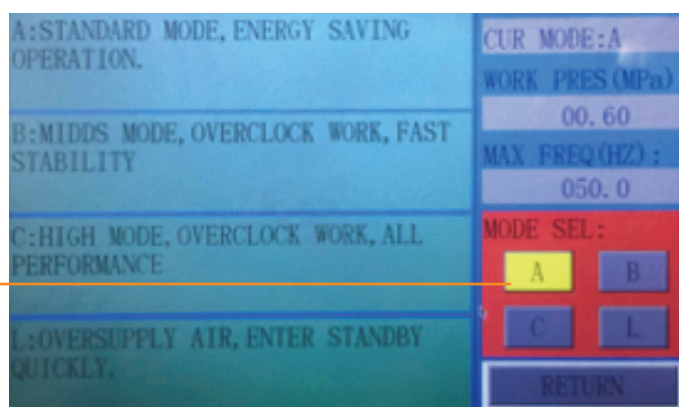 A:STANDARD MODE,ENERGY SAVING
OPERATION.
B:MIDDS MODE,OVERCLOCK WORK,FAST
STABILITY
C:HIGH MODE,OVERCLOCK WORK,ALL
PERFORMANCE
L:OVERSUPPLY AIR,ENTER STANDBY
QUICKLY.
CUR MODE:A
WORK PRES(MPa)
00.60
MAX FREQ(HZ):
050.0
MODE SEL:
A B
C L
RETURN